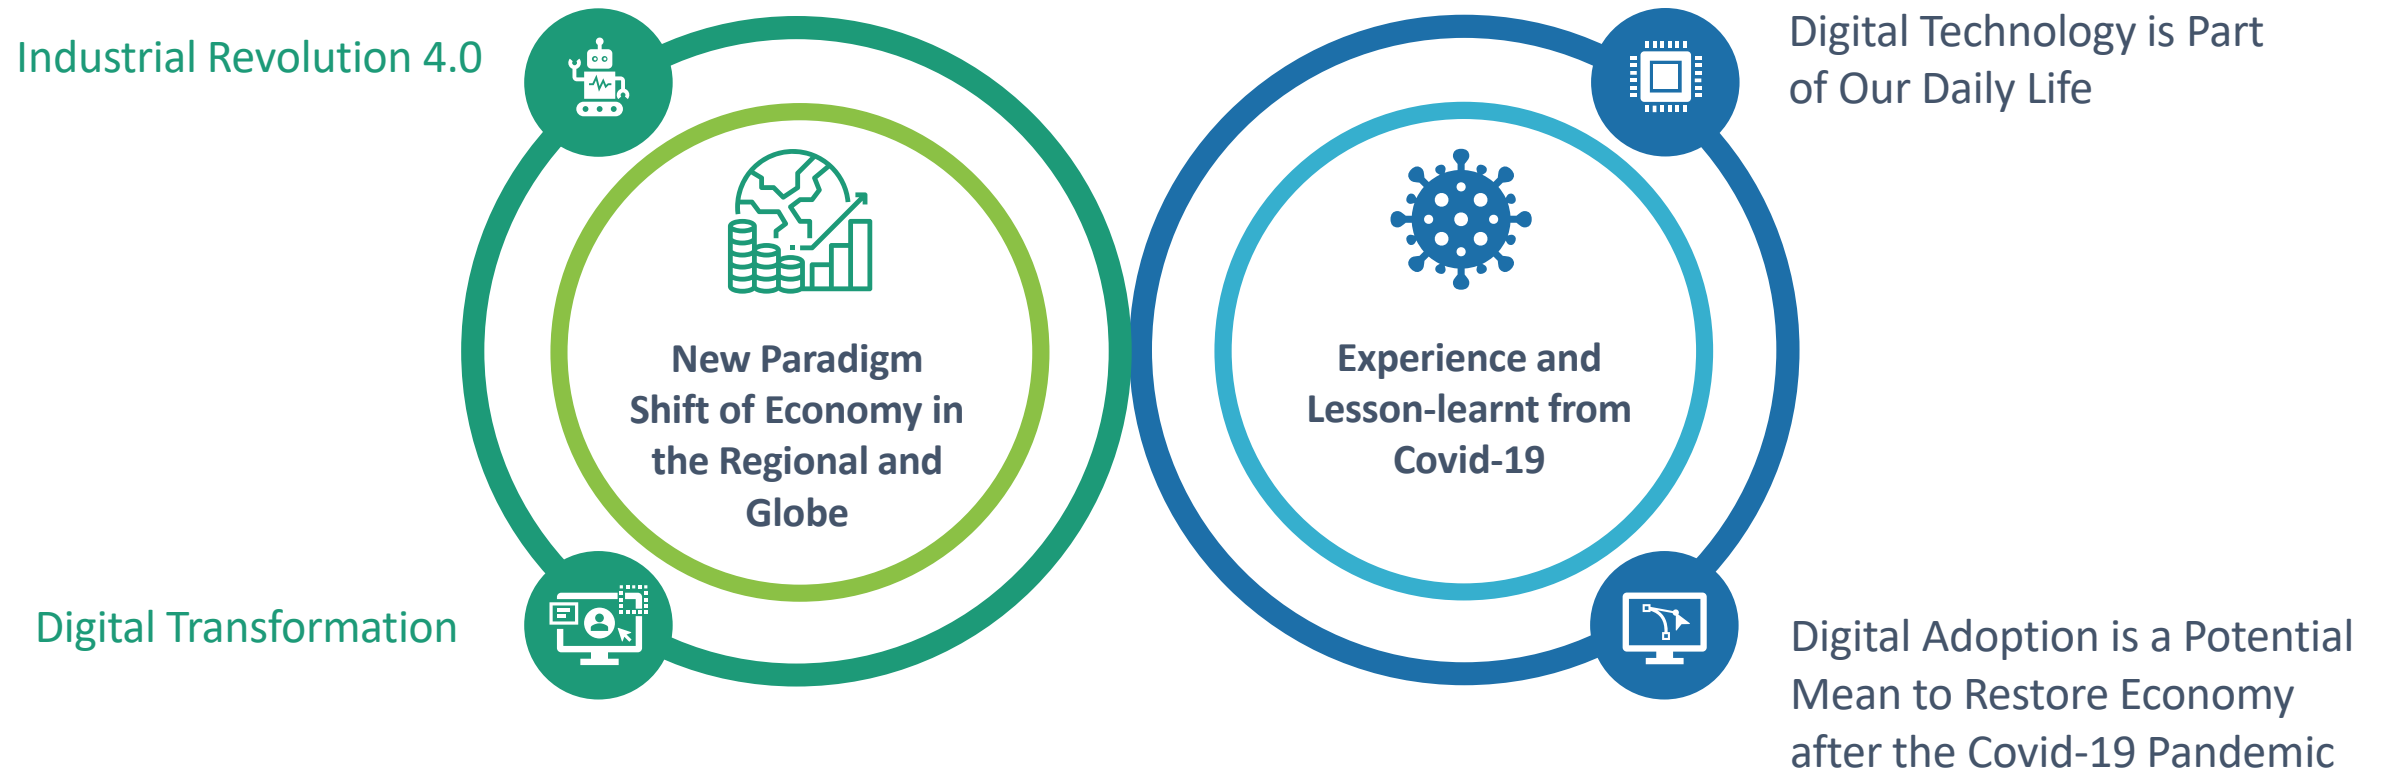 Industrial Revolution 4.0
Digital Transformation
New Paradigm
Shift of Economy in
the Regional and
Globe
Experience and
Lesson-learnt from
Covid-19
Digital Technology is Part
of Our Daily Life
Digital Adoption is a Potential
Mean to Restore Economy
after the Covid-19 Pandemic